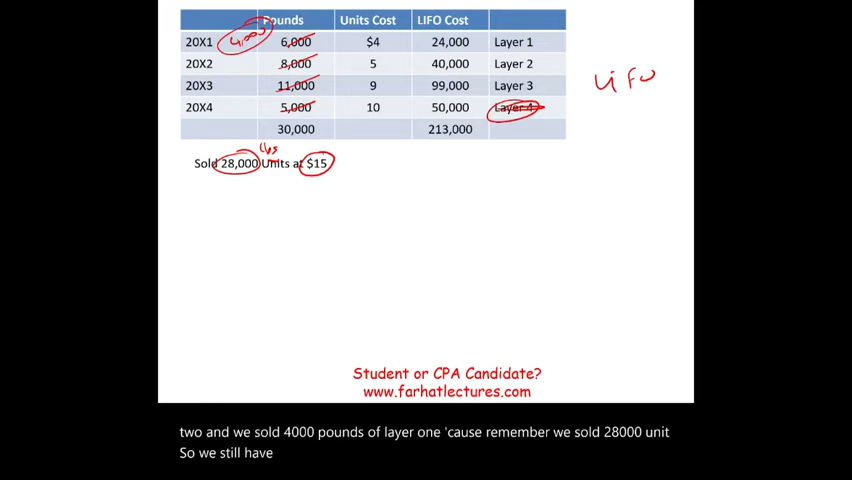 Pounds Units Cost LIFO Cost
20X1 4,000 6,000 $4 24,000 Layer 1
20X2 8,000 5 40,000 Layer 2
20X3 11,000 9 99,000 Layer 3
20X4 5,000 10 50,000 Layer 4
30,000 213,000
LiFo
lbs
Sold 28,000 Units at $15
Student or CPA Candidate?
www.farhatlectures.com
two and we sold 4000 pounds of layer one 'cause remember we sold 28000 unit
So we still have